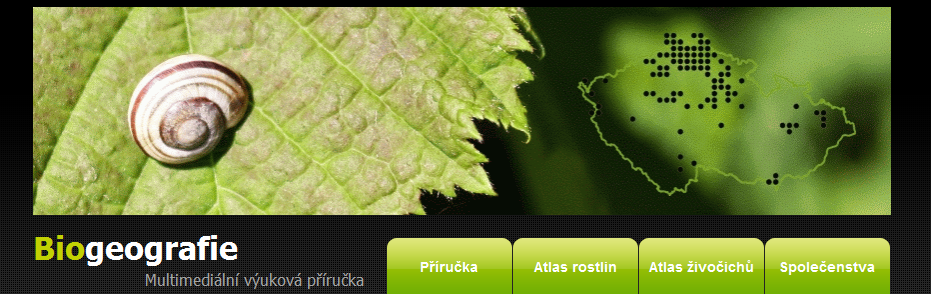 Biogeografie
Multimediální výuková příručka
Příručka
Atlas rostlin
Atlas živočichů
Společenstva